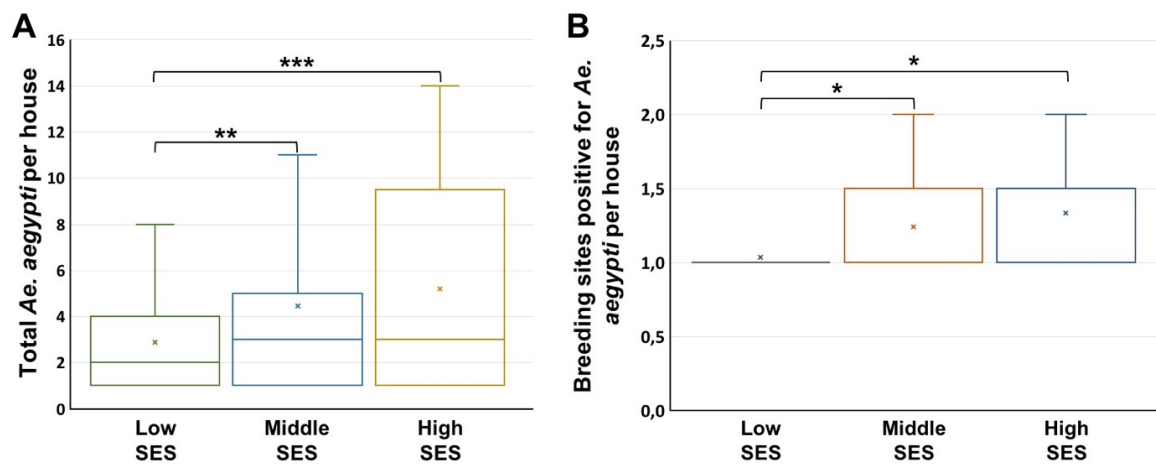 A
Total Ae. aegypti per house
16
14
12
10
8
6
4
2
0
***
**
Low
SES
Middle
SES
High
SES
B
Breeding sites positive for Ae.
aegypti per house
2,5
2,0
1,5
1,0
0,5
0,0
*
*
Low
SES
Middle
SES
High
SES